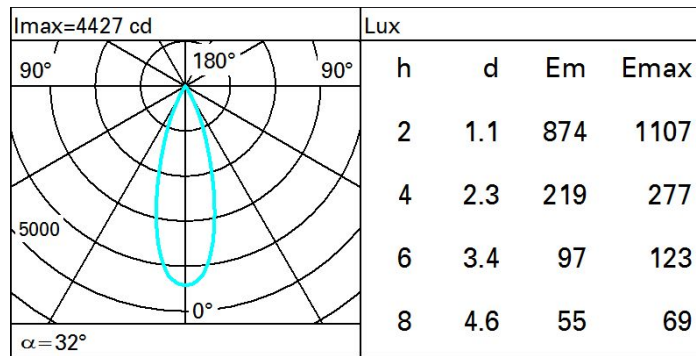 Imax=4427 cd
90° 180° 90°
5000
0°
α=32°
Lux
h d Em Emax
2 1.1 874 1107
4 2.3 219 277
6 3.4 97 123
8 4.6 55 69